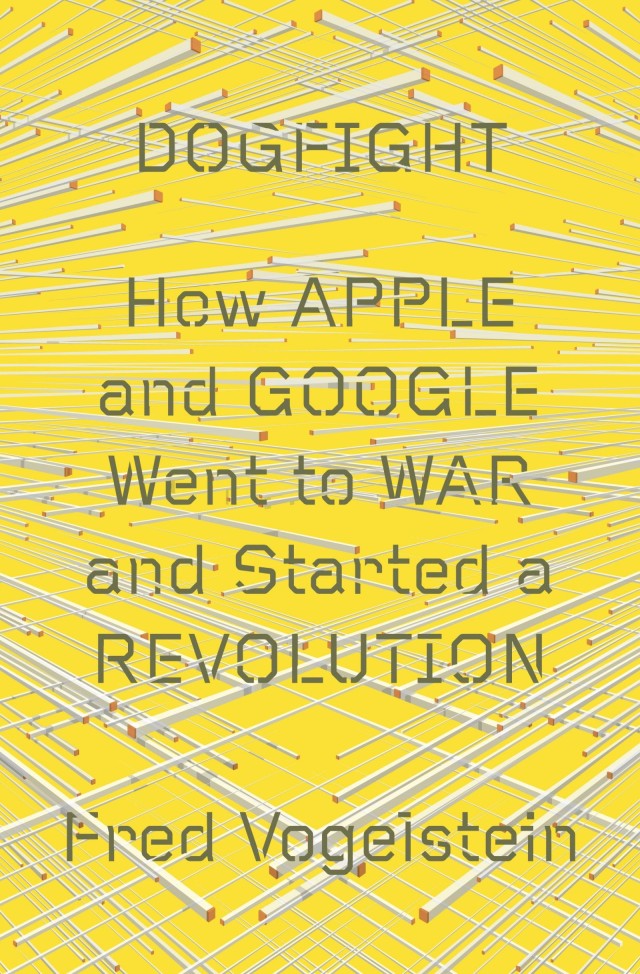 DOGFIGHT
How APPLE
and GOOGLE
Went to WAR
and Started a
REVOLUTION
Fred Vogelstein